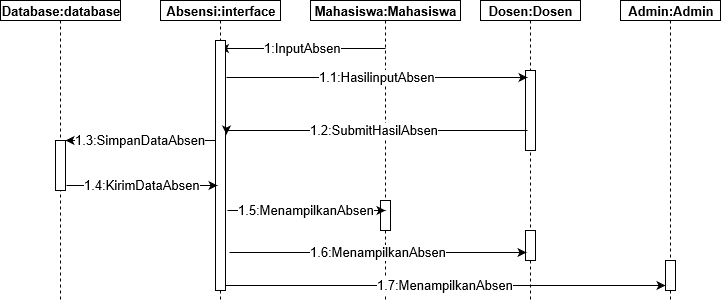 Database:database
Absensi:interface
Mahasiswa:Mahasiswa
Dosen:Dosen
Admin:Admin
1:InputAbsen
1.1:HasilinputAbsen
1.2:SubmitHasilAbsen
1.3:SimpanDataAbsen
1.4:KirimDataAbsen
1.5:MenampilkanAbsen
1.6:MenampilkanAbsen
1.7:MenampilkanAbsen